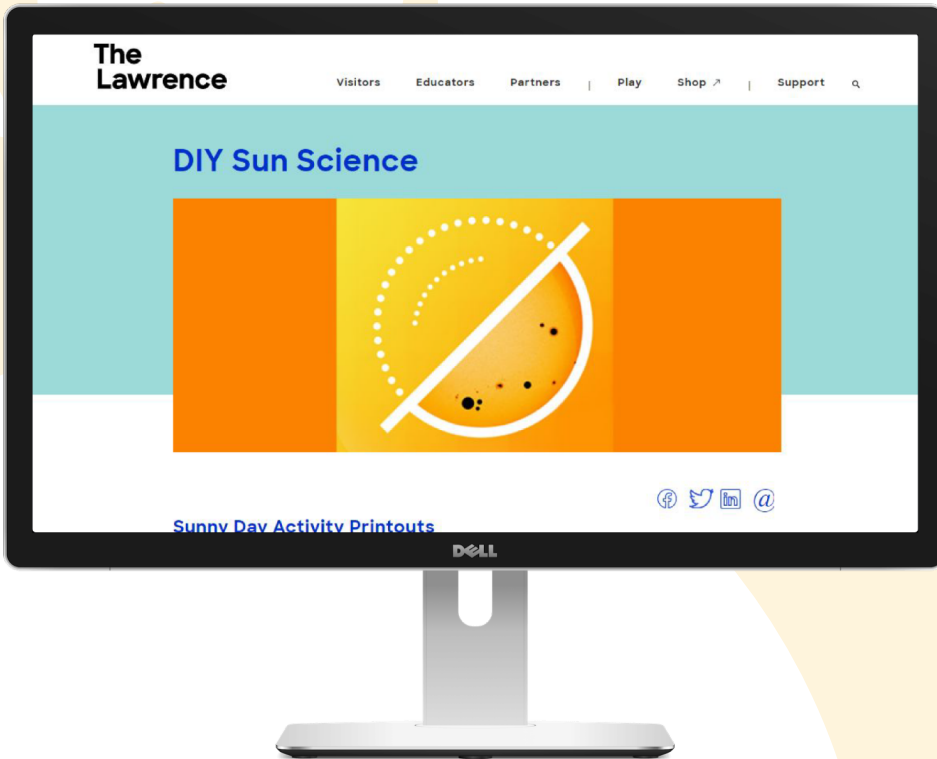 The
Lawrence
Visitors Educators Partners | Play Shop ↗ | Support
DIY Sun Science
Sunny Day Activity Printouts
DELL